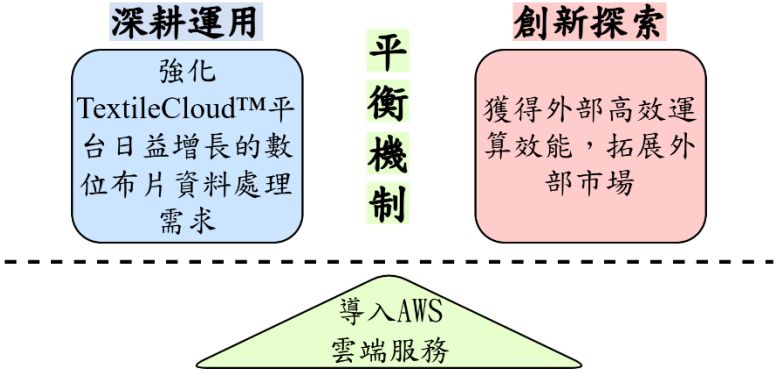 深耕運用
強化
TextileCloud™平
台日益增長的數
位布片資料處理
需求
平
衡
機
制
創新探索
獲得外部高效運
算效能，拓展外
部市場
導入AWS
雲端服務